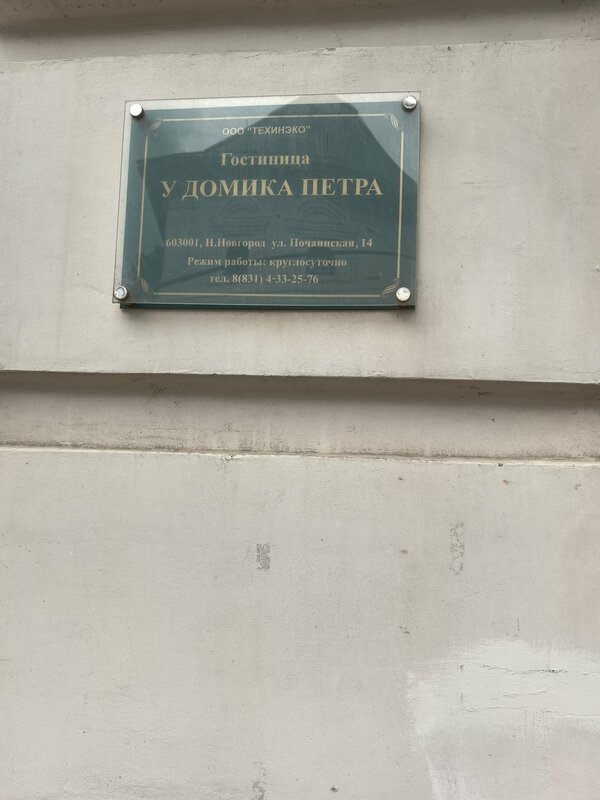 ООО "ТЕХИНЭКО"
Гостиница
У ДОМИКА ПЕТРА
603001, Н.Новгород ул. Почаинская, 14
Режим работы: круглосуточно
тел. 8(831) 4-33-25-76